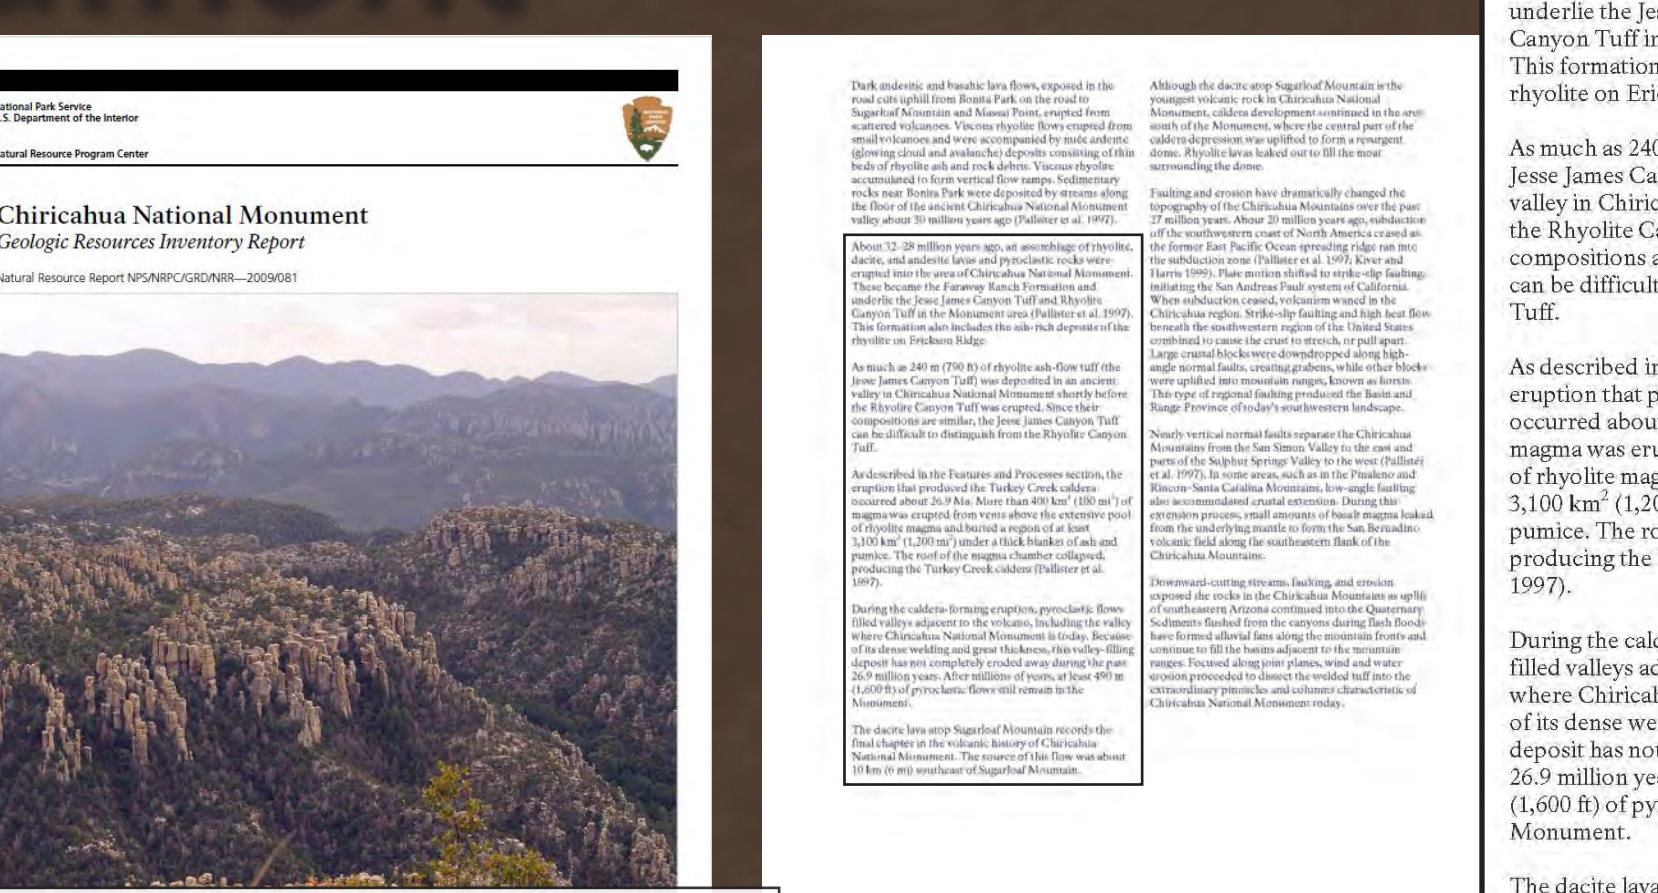 ational Park Service
.S. Department of the Interior
atural Resource Program Center
NATIONAL
PARK
SERVICE
Chiricahua National Monument
Geologic Resources Inventory Report
Natural Resource Report NPS/NRPC/GRD/NRR—2009/081
Dark andesitic and basaltic lava flows, exposed in the
road cuts uphill from Bonita Park on the road to
Sugarloaf Mountain and Massai Point, erupted from
scattered volcanoes. Viscous rhyolite flows erupted from
small volcanoes and were accompanied by nuée ardente
(glowing cloud and avalanche) deposits consisting of thin
beds of rhyolite ash and rock debris. Viscous rhyolite
accumulated to form vertical flow ramps. Sedimentary
rocks near Bonita Park were deposited by streams along
the floor of the ancient Chiricahua National Monument
valley about 30 million years ago (Pallister et al. 1997).
About 32–28 million years ago, an assemblage of rhyolite,
dacite, and andesite lavas and pyroclastic rocks were
erupted into the area of Chiricahua National Monument.
These became the Faraway Ranch Formation and
underlie the Jesse James Canyon Tuff and Rhyolite
Canyon Tuff in the Monument area (Pallister et al. 1997).
This formation also includes the ash-rich deposits of the
rhyolite on Erickson Ridge.
As much as 240 m (790 ft) of rhyolite ash-flow tuff (the
Jesse James Canyon Tuff) was deposited in an ancient
valley in Chiricahua National Monument shortly before
the Rhyolite Canyon Tuff was erupted. Since their
compositions are similar, the Jesse James Canyon Tuff
can be difficult to distinguish from the Rhyolite Canyon
Tuff.
As described in the Features and Processes section, the
eruption that produced the Turkey Creek caldera
occurred about 26.9 Ma. More than 400 km³ (100 mi³) of
magma was erupted from vents above the extensive pool
of rhyolite magma and buried a region of at least
3,100 km² (1,200 mi²) under a thick blanket of ash and
pumice. The roof of the magma chamber collapsed,
producing the Turkey Creek caldera (Pallister et al.
1997).
During the caldera-forming eruption, pyroclastic flows
filled valleys adjacent to the volcano, including the valley
where Chiricahua National Monument is today. Because
of its dense welding and great thickness, this valley-filling
deposit has not completely eroded away during the past
26.9 million years. After millions of years, at least 490 m
(1,600 ft) of pyroclastic flows still remain in the
Monument.
The dacite lava atop Sugarloaf Mountain records the
final chapter in the volcanic history of Chiricahua
National Monument. The source of this flow was about
10 km (6 mi) southeast of Sugarloaf Mountain.
Although the dacite atop Sugarloaf Mountain is the
youngest volcanic rock in Chiricahua National
Monument, caldera development continued in the area
south of the Monument, where the central part of the
caldera depression was uplifted to form a resurgent
dome. Rhyolite lavas leaked out to fill the moat
surrounding the dome.
Faulting and erosion have dramatically changed the
topography of the Chiricahua Mountains over the past
27 million years. About 20 million years ago, subduction
off the southwestern coast of North America ceased as
the former East Pacific Ocean spreading ridge ran into
the subduction zone (Pallister et al. 1997; Kiver and
Harris 1999). Plate motion shifted to strike-slip faulting,
initiating the San Andreas Fault system of California.
When subduction ceased, volcanism waned in the
Chiricahua region. Strike-slip faulting and high heat flow
beneath the southwestern region of the United States
combined to cause the crust to stretch, or pull apart.
Large crustal blocks were downdropped along high-
angle normal faults, creating grabens, while other blocks
were uplifted into mountain ranges, known as horsts.
This type of regional faulting produced the Basin and
Range Province of today's southwestern landscape.
Nearly vertical normal faults separate the Chiricahua
Mountains from the San Simon Valley to the east and
parts of the Sulphur Springs Valley to the west (Pallister
et al. 1997). In some areas, such as in the Pinaleno and
Rincon–Santa Catalina Mountains, low-angle faulting
also accommodated crustal extension. During this
extension process, small amounts of basalt magma leaked
from the underlying mantle to form the San Bernadino
volcanic field along the southeastern flank of the
Chiricahua Mountains.
Downward-cutting streams, faulting, and erosion
exposed the rocks in the Chiricahua Mountains as uplift
of southeastern Arizona continued into the Quaternary.
Sediments flushed from the canyons during flash floods
have formed alluvial fans along the mountain fronts and
continue to fill the basins adjacent to the mountain
ranges. Focused along joint planes, wind and water
erosion proceeded to dissect the welded tuff into the
extraordinary pinnacles and columns characteristic of
Chiricahua National Monument today.
underlie the Je
Canyon Tuff in
This formation
rhyolite on Eri
As much as 240
Jesse James Ca
valley in Chiric
the Rhyolite Ca
compositions a
can be difficult
Tuff.
As described in
eruption that p
occurred abou
magma was eru
of rhyolite mag
3,100 km² (1,20
pumice. The ro
producing the
1997).
During the cald
filled valleys ad
where Chiricah
of its dense we
deposit has not
26.9 million ye
(1,600 ft) of py
Monument.
The dacite lava